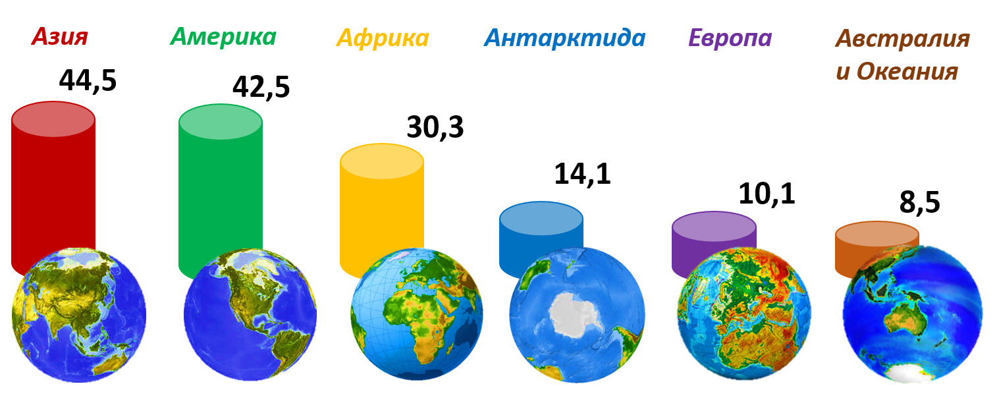 Азия
44,5
Америка
42,5
Африка
30,3
Антарктида
14,1
Европа
10,1
Австралия
и Океания
8,5